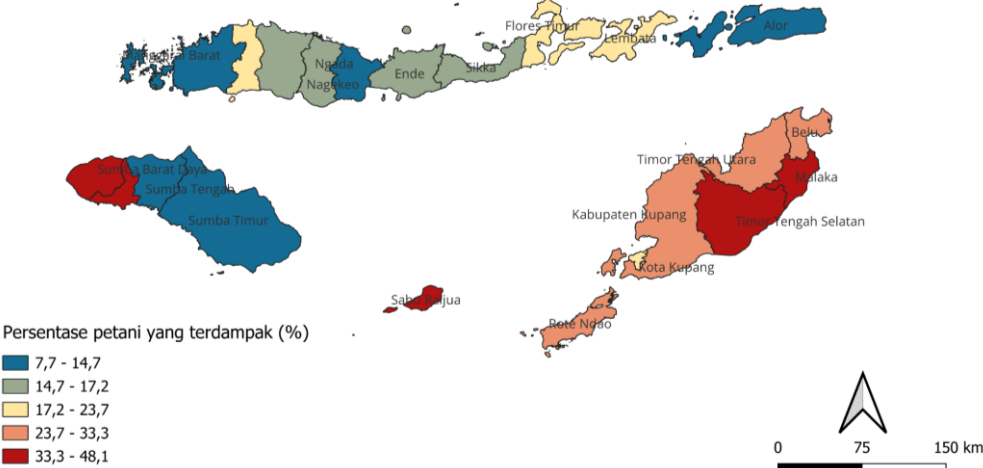 Flores Timur
Alor
Lembata
Manggarai Barat
Ngada
Sikka
Ende
Nagekeo
Belu
Timor Tengah Utara
Malaka
Sumba Barat Daya
Sumba Tengah
Sumba Timur
Kabupaten Kupang
Timor Tengah Selatan
Kota Kupang
Sabu Raijua
Rote Ndao
Persentase petani yang terdampak (%)
7,7 - 14,7
14,7 - 17,2
17,2 - 23,7
23,7 - 33,3
33,3 - 48,1
0 75 150 km